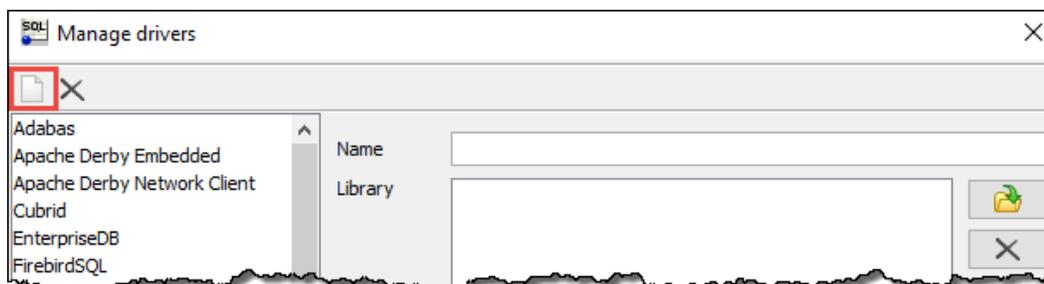 SQL
Manage drivers
Adabas
Apache Derby Embedded
Apache Derby Network Client
Cubrid
EnterpriseDB
FirebirdSQL
Name
Library